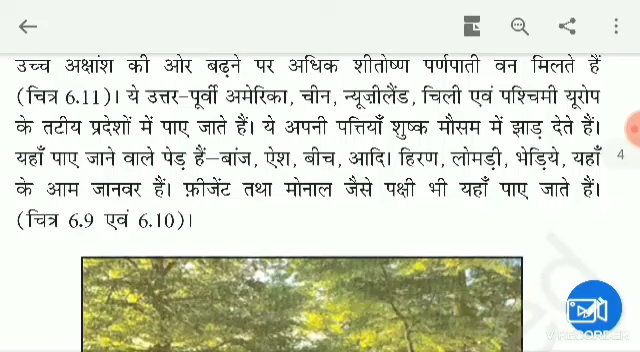 उच्च अक्षांश की ओर बढ़ने पर अधिक शीतोष्ण पर्णपाती वन मिलते हैं
(चित्र 6.11)। ये उत्तर-पूर्वी अमेरिका, चीन, न्यूज़ीलैंड, चिली एवं पश्चिमी यूरोप
के तटीय प्रदेशों में पाए जाते हैं। ये अपनी पत्तियाँ शुष्क मौसम में झाड़ देते हैं।
यहाँ पाए जाने वाले पेड़ हैं–बांज, ऐश, बीच, आदि। हिरण, लोमड़ी, भेड़िये, यहाँ
के आम जानवर हैं। फ़ीजेंट तथा मोनाल जैसे पक्षी भी यहाँ पाए जाते हैं।
(चित्र 6.9 एवं 6.10)।
4
V RECORDER